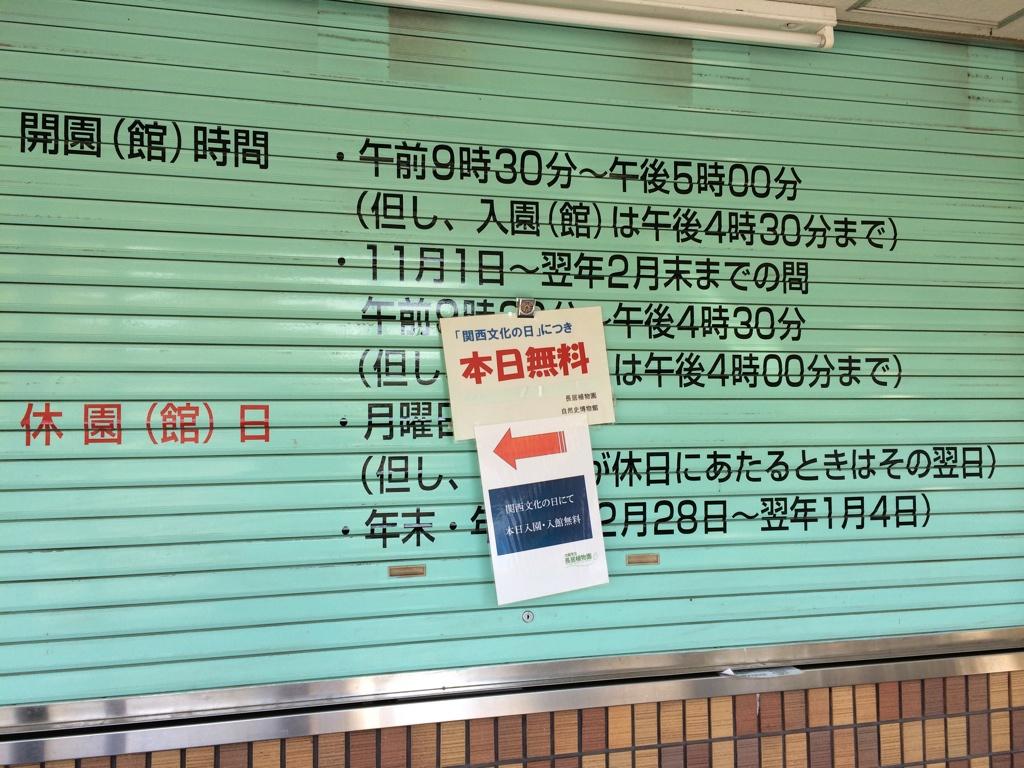 開園（館）時間
・午前9時30分～午後5時00分
（但し、入園（館）は午後4時30分まで）
・11月1日～翌年2月末までの間
午前9時30分～午後4時30分
（但し は午後4時00分まで）
休園（館）日
・月曜日
（但し、 が休日にあたるときはその翌日）
・年末・年 2月28日～翌年1月4日）
「関西文化の日」につき
本日無料
長居植物園
自然史博物館
関西文化の日にて
本日入園・入館無料
長居植物園